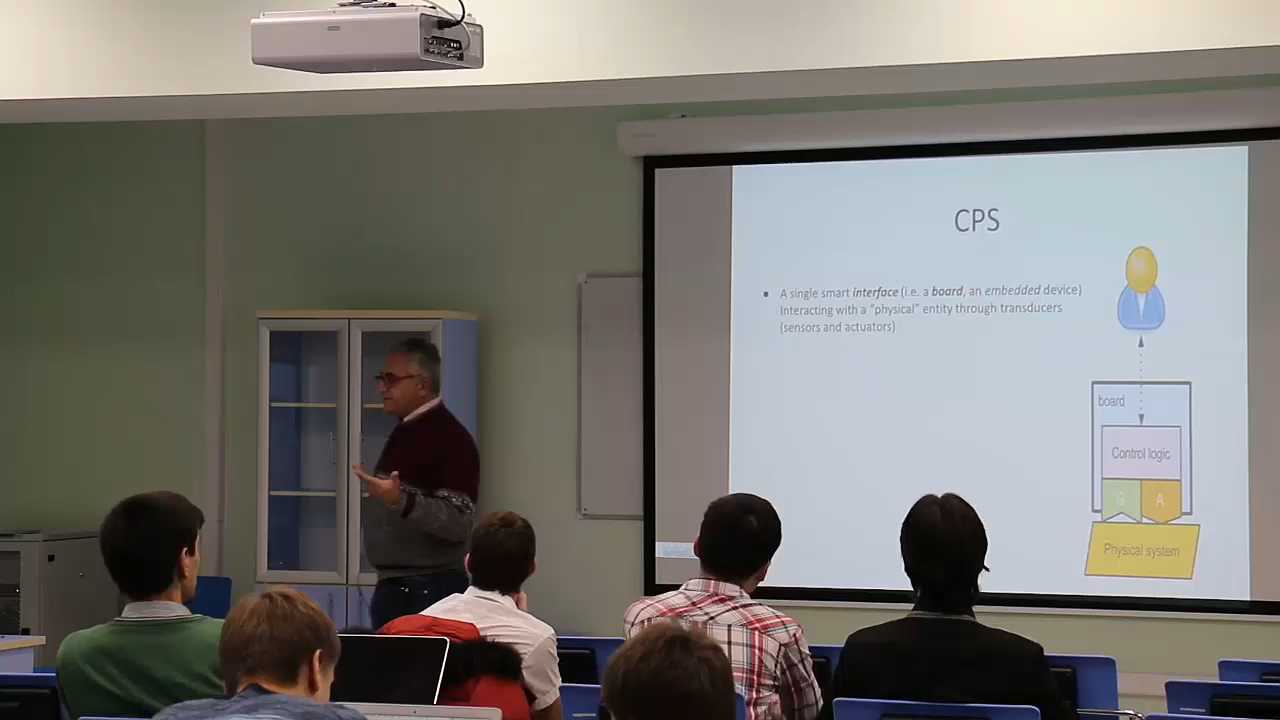 CPS
● A single smart interface (i.e. a board, an embedded device)
Interacting with a "physical" entity through transducers
(sensors and actuators)
board
Control logic
S A
Physical system